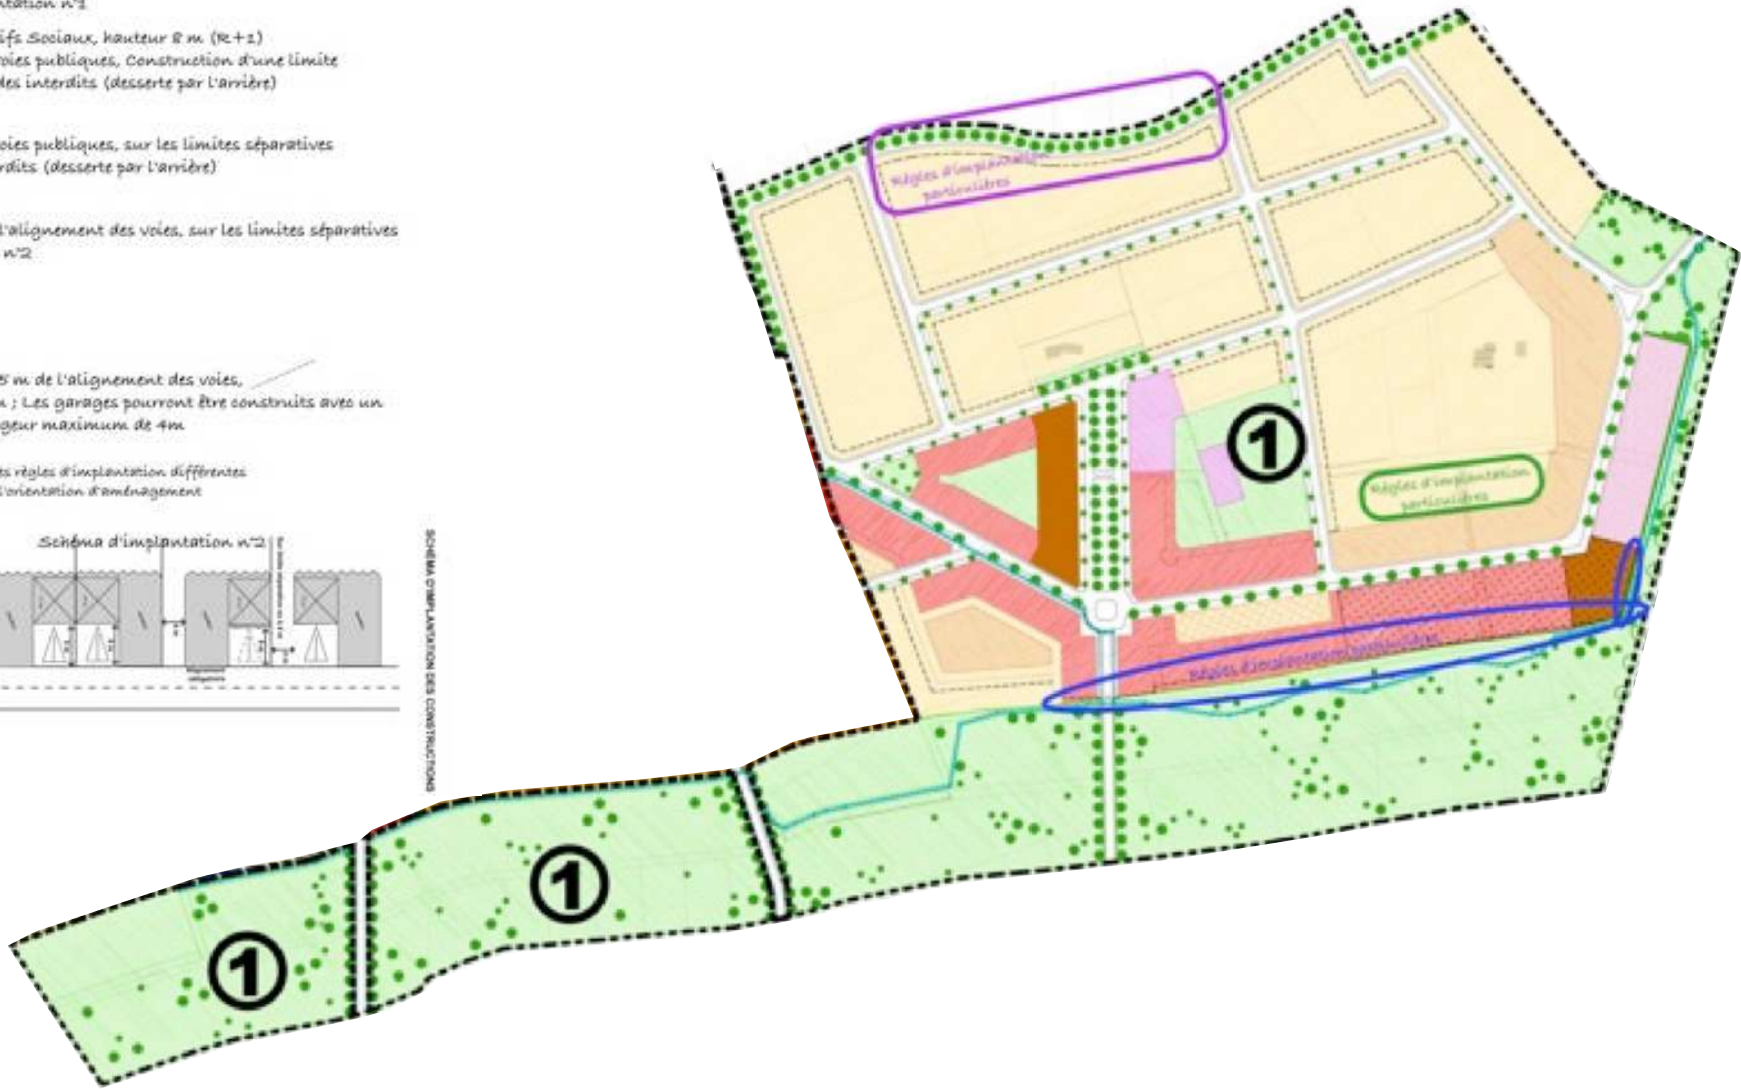 ntation n°1
ifs Sociaux, hauteur 8 m (R+1)
oies publiques, Construction d'une limite
des interdits (desserte par l'arrière)
oies publiques, sur les limites séparatives
rdits (desserte par l'arrière)
l'alignement des voies, sur les limites séparatives
n°2
5 m de l'alignement des voies,
n ; Les garages pourront être construits avec un
geur maximum de 4m
es règles d'implantation différentes
l'orientation d'aménagement
Schéma d'implantation n°2
SCHÉMA D'IMPLANTATION DES CONSTRUCTIONS
Règles d'implantation
particulières
1
Règles d'implantation
particulières
Règles d'implantation particulières
1
1